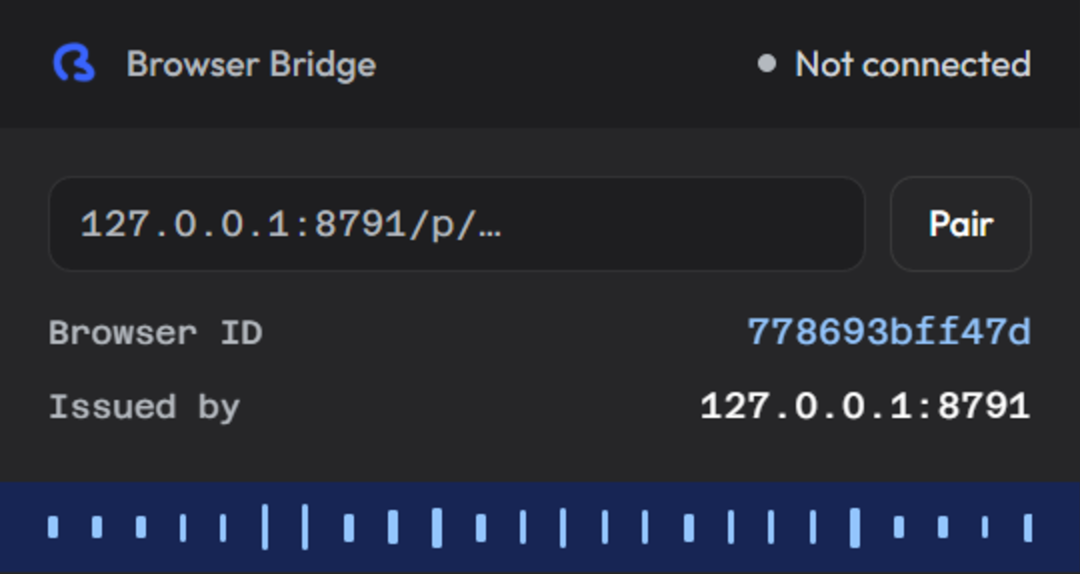 Browser Bridge
Not connected
127.0.0.1:8791/p/…
Pair
Browser ID
778693bff47d
Issued by
127.0.0.1:8791